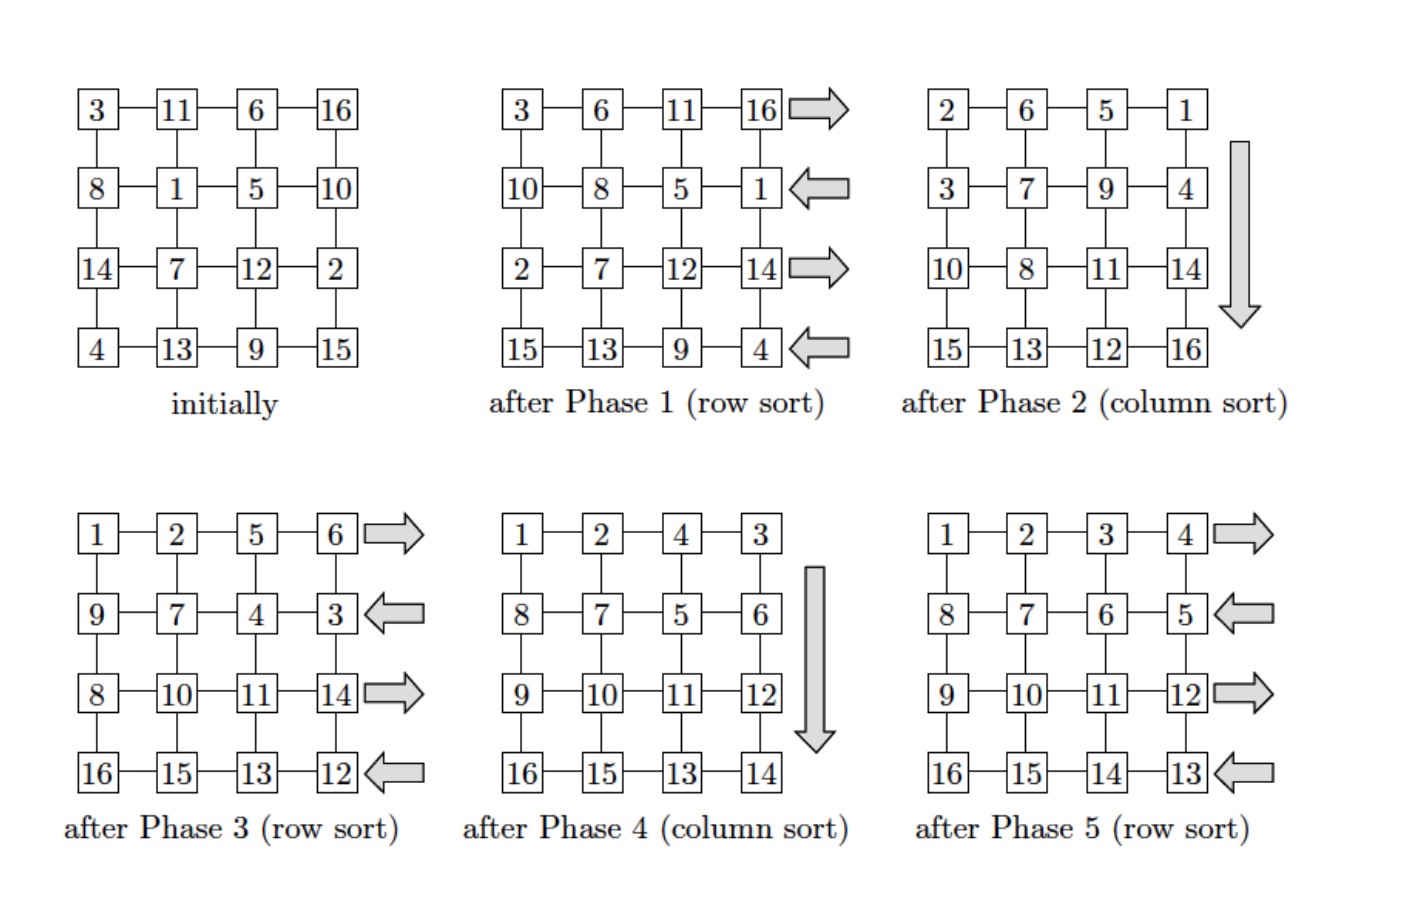 3 11 6 16
8 1 5 10
14 7 12 2
4 13 9 15
initially
3 6 11 16
10 8 5 1
2 7 12 14
15 13 9 4
after Phase 1 (row sort)
2 6 5 1
3 7 9 4
10 8 11 14
15 13 12 16
after Phase 2 (column sort)
1 2 5 6
9 7 4 3
8 10 11 14
16 15 13 12
after Phase 3 (row sort)
1 2 4 3
8 7 5 6
9 10 11 12
16 15 13 14
after Phase 4 (column sort)
1 2 3 4
8 7 6 5
9 10 11 12
16 15 14 13
after Phase 5 (row sort)